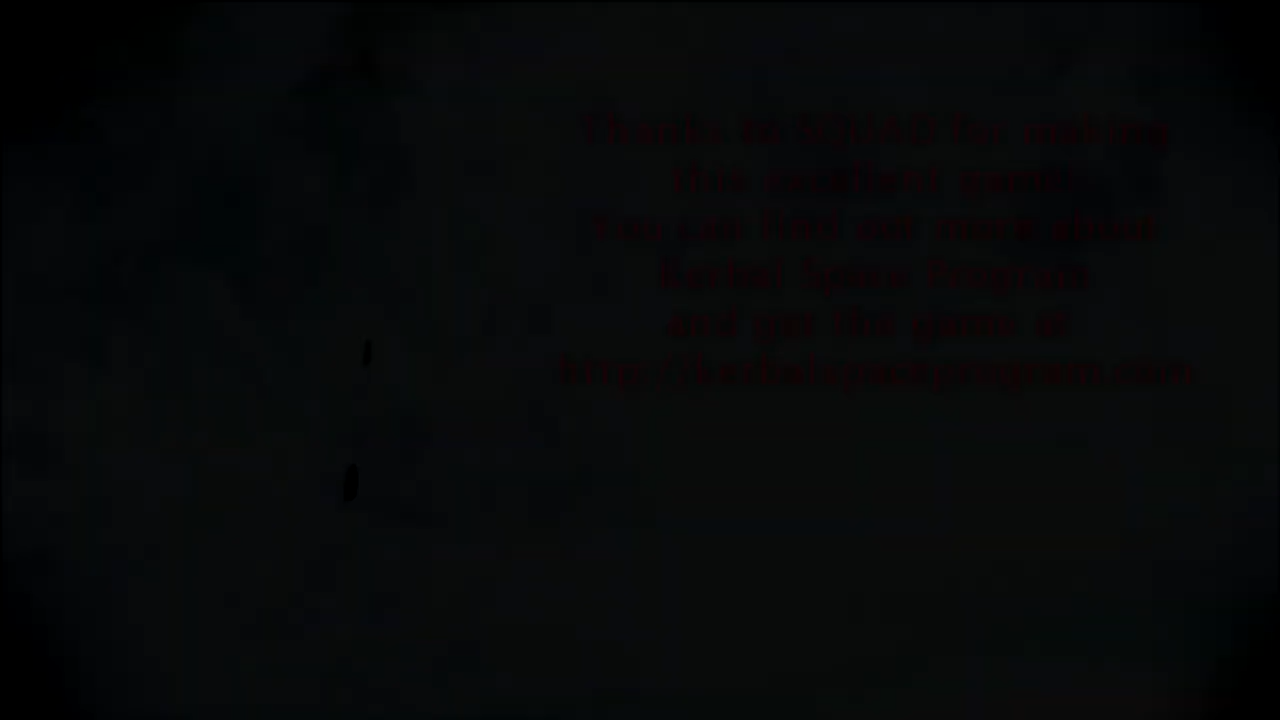 Thanks to SQUAD for making
this excellent game!
You can find out more about
Kerbal Space Program
and get the game at
http://kerbalspaceprogram.com